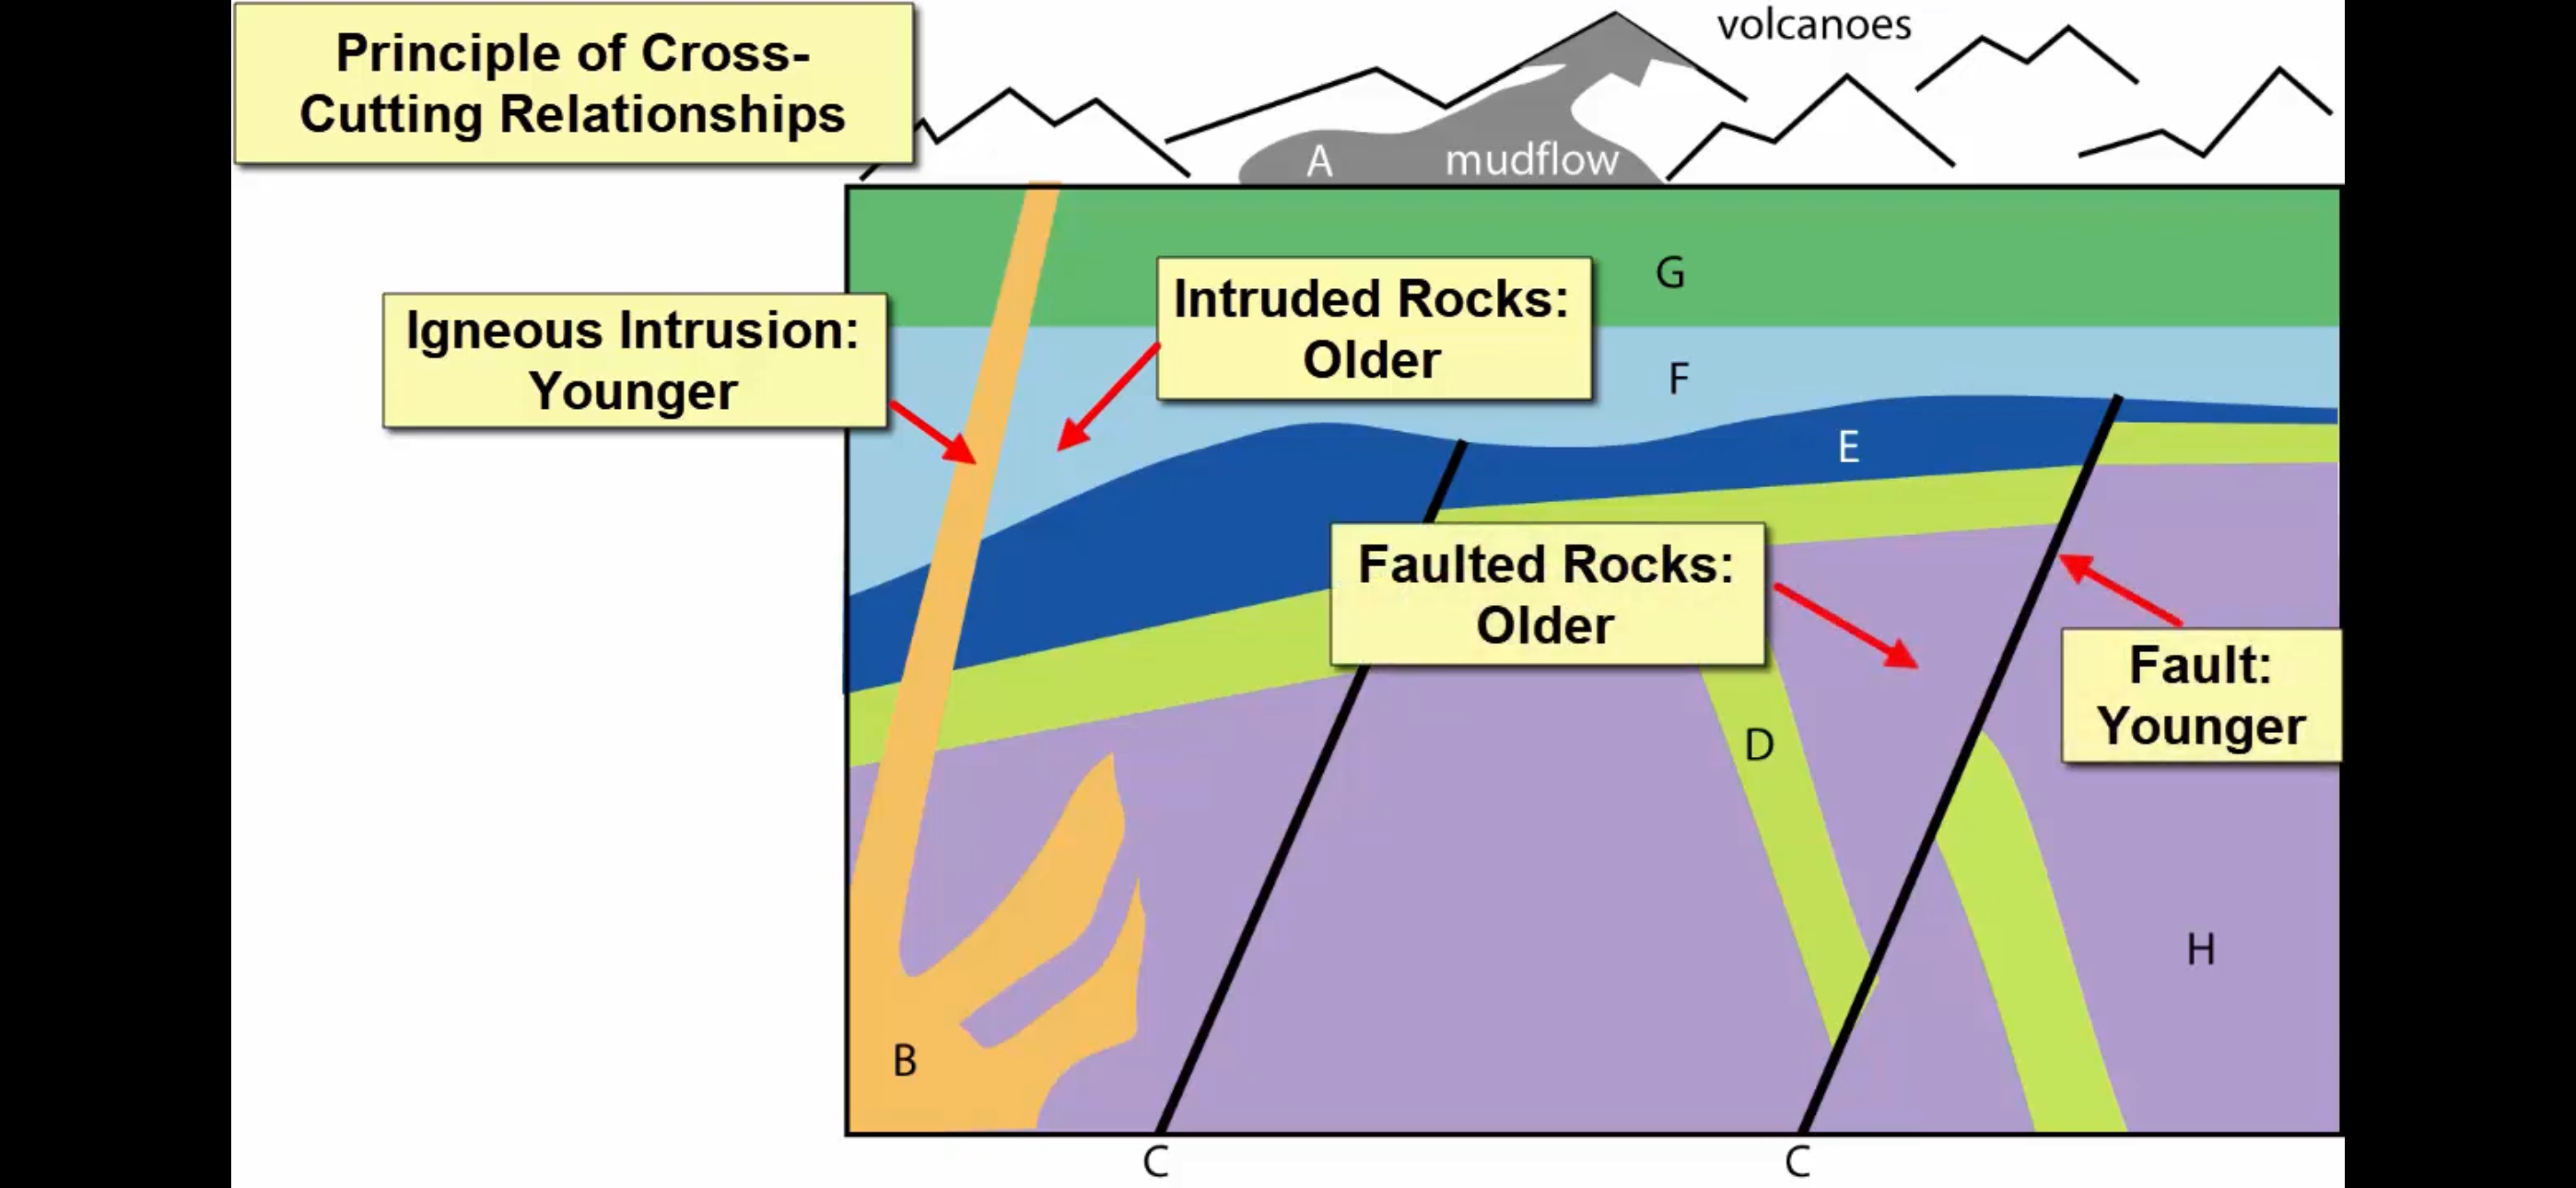 Principle of Cross-
Cutting Relationships
volcanoes
A
mudflow
G
Igneous Intrusion:
Younger
Intruded Rocks:
Older
F
E
Faulted Rocks:
Older
Fault:
Younger
D
H
B
C
C